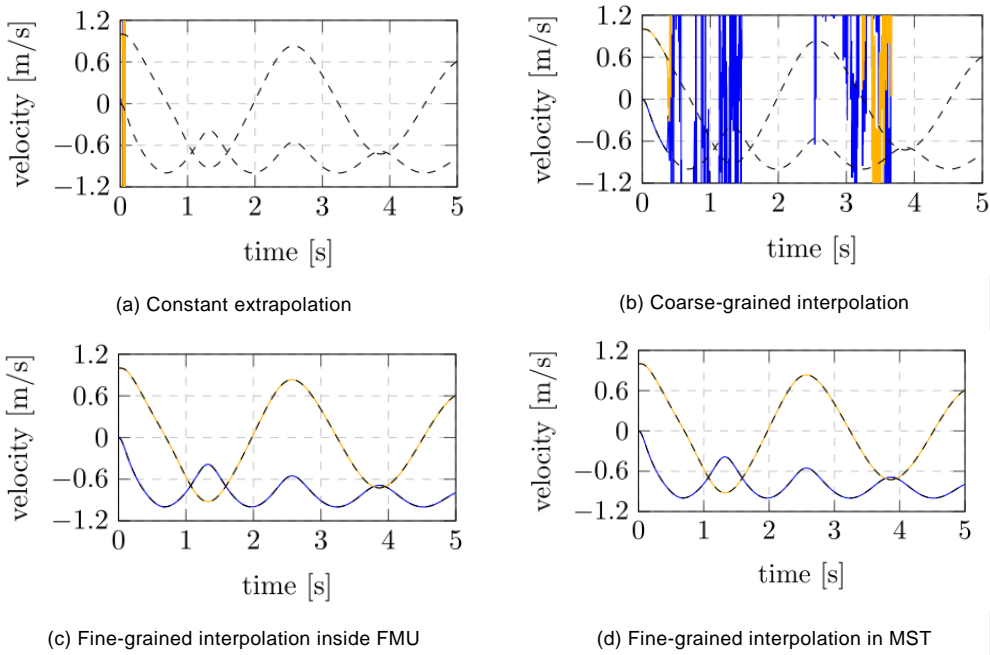 velocity [m/s]
1.2
0.6
0
−0.6
−1.2
0 1 2 3 4 5
time [s]
(a) Constant extrapolation
velocity [m/s]
1.2
0.6
0
−0.6
−1.2
0 1 2 3 4 5
time [s]
(b) Coarse-grained interpolation
velocity [m/s]
1.2
0.6
0
−0.6
−1.2
0 1 2 3 4 5
time [s]
(c) Fine-grained interpolation inside FMU
velocity [m/s]
1.2
0.6
0
−0.6
−1.2
0 1 2 3 4 5
time [s]
(d) Fine-grained interpolation in MST